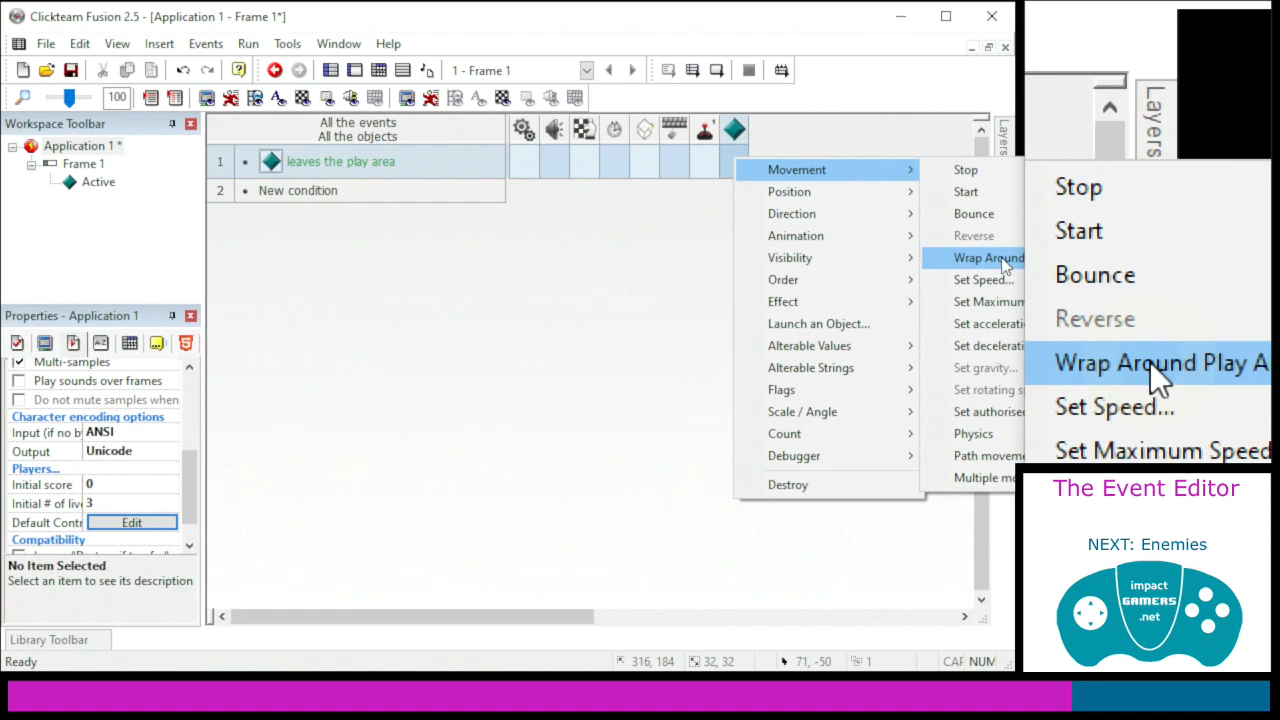 Clickteam Fusion 2.5 - [Application 1 - Frame 1*]
File Edit View Insert Events Run Tools Window Help
1 - Frame 1
100
Workspace Toolbar
Application 1 *
Frame 1
Active
All the events
All the objects
1 • leaves the play area
2 • New condition
Movement
Position
Direction
Animation
Visibility
Order
Effect
Launch an Object...
Alterable Values
Alterable Strings
Flags
Scale / Angle
Count
Debugger
Destroy
Stop
Start
Bounce
Reverse
Wrap Around
Set Speed...
Set Maximum
Set accelerati
Set decelerati
Set gravity...
Set rotating s
Set authorise
Physics
Path moveme
Multiple mo
Layers
Properties - Application 1
Multi-samples
Play sounds over frames
Do not mute samples when
Character encoding options
Input (if no b ANSI
Output Unicode
Players...
Initial score 0
Initial # of live 3
Default Contr Edit
Compatibility
No Item Selected
Select an item to see its description
Library Toolbar
Ready
316, 184
32, 32
71, -50
1
CAP NUM
Layers
Stop
Start
Bounce
Reverse
Wrap Around Play A
Set Speed...
Set Maximum Speed
The Event Editor
NEXT: Enemies
impact
GAMERS
.net